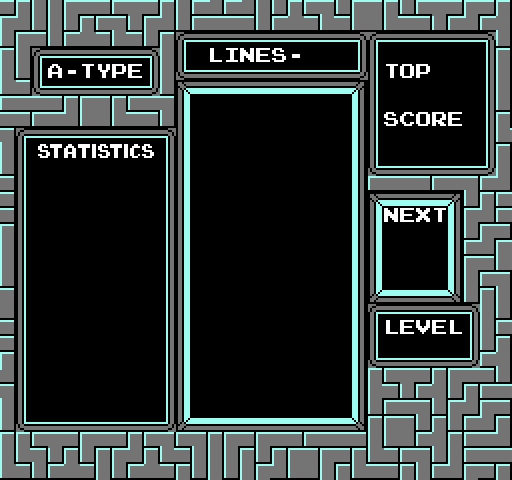 LINES-
A-TYPE
TOP
SCORE
STATISTICS
NEXT
LEVEL